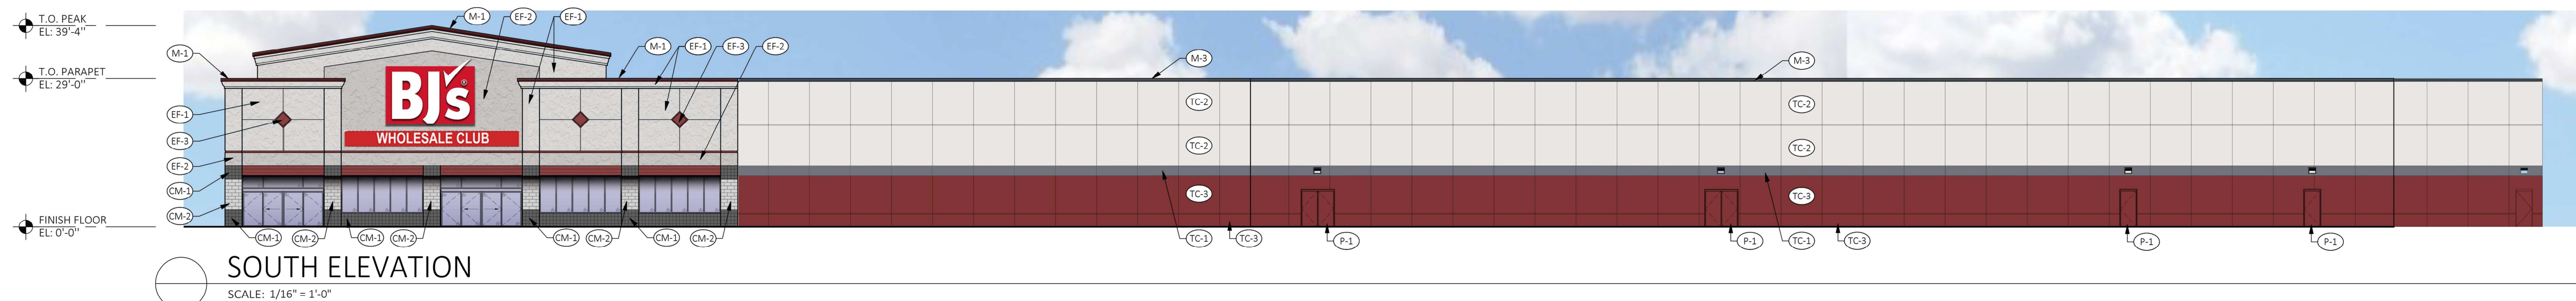 T.O. PEAK
EL: 39'-4"
M-1
EF-2
EF-1
M-1
M-1
EF-1
EF-3
EF-2
M-3
M-3
T.O. PARAPET
EL: 29'-0"
BJ's®
WHOLESALE CLUB
EF-1
EF-3
EF-2
CM-1
CM-2
TC-2
TC-2
TC-2
TC-2
TC-3
TC-3
FINISH FLOOR
EL: 0'-0"
CM-1
CM-2
CM-1
CM-2
CM-1
CM-2
CM-1
CM-2
TC-1
TC-3
P-1
P-1
TC-1
TC-3
P-1
P-1
SOUTH ELEVATION
SCALE: 1/16" = 1'-0"